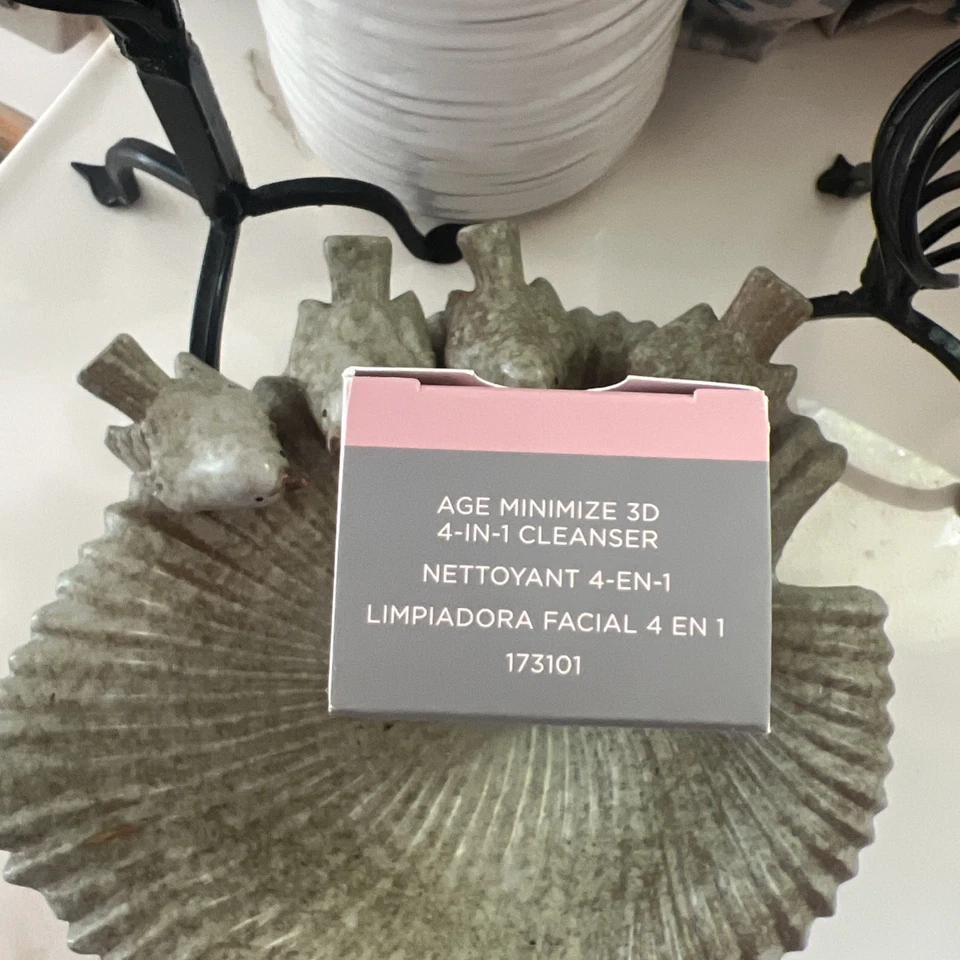 AGE MINIMIZE 3D
4-IN-1 CLEANSER
NETTOYANT 4-EN-1
LIMPIADORA FACIAL 4 EN 1
173101